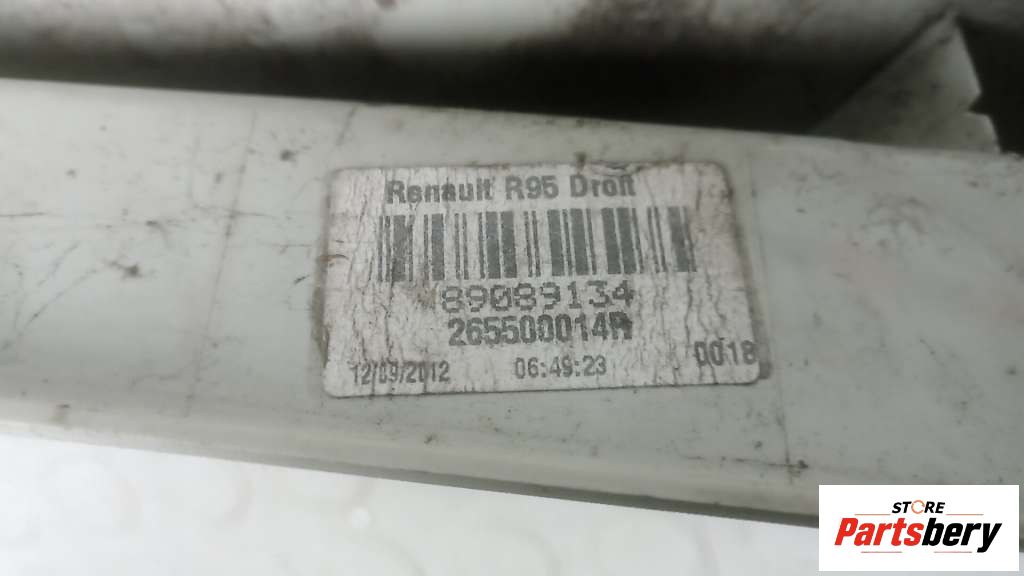 Renault R95 Droit
89089134
265500014R
12/09/2012 06:49:23 0018
STORE
Partsbery